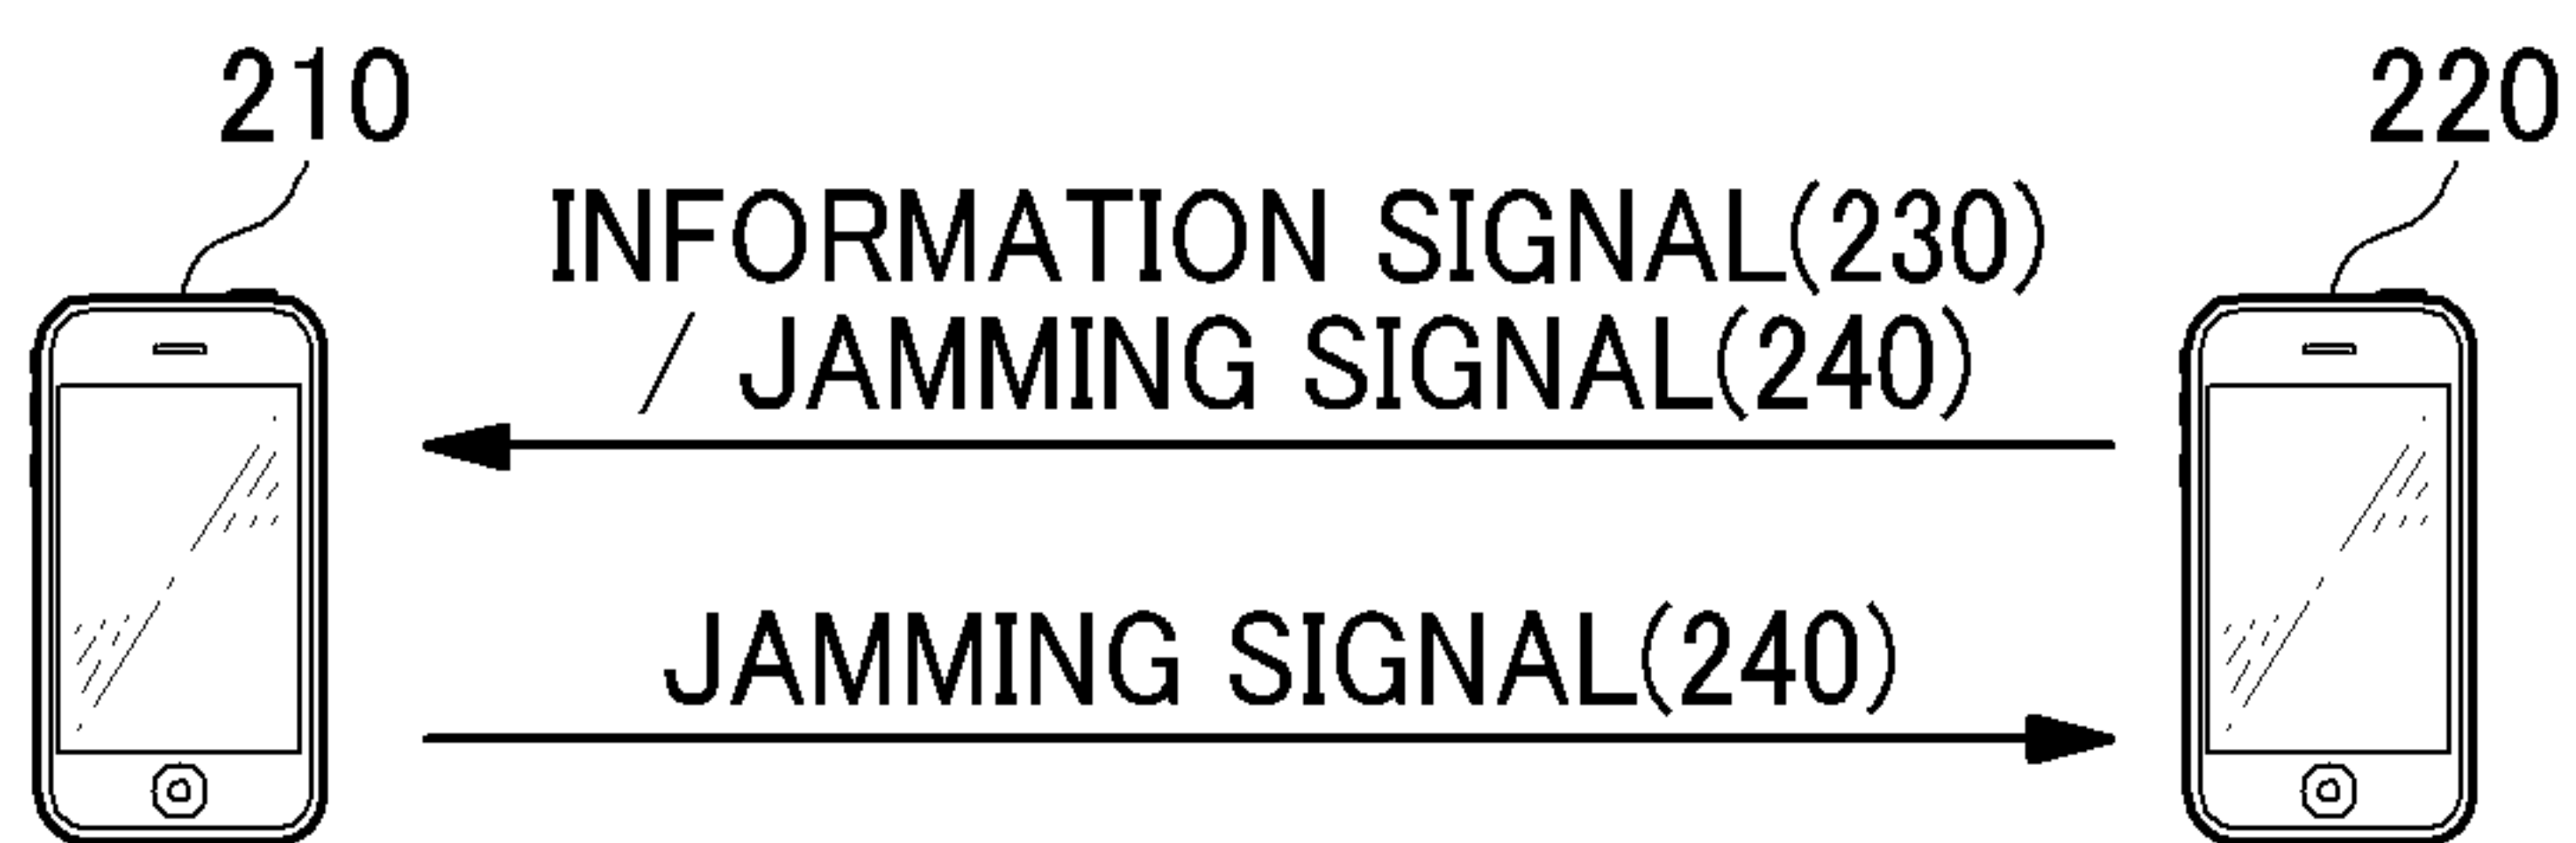 210
220
INFORMATION SIGNAL(230)
/ JAMMING SIGNAL(240)
JAMMING SIGNAL(240)